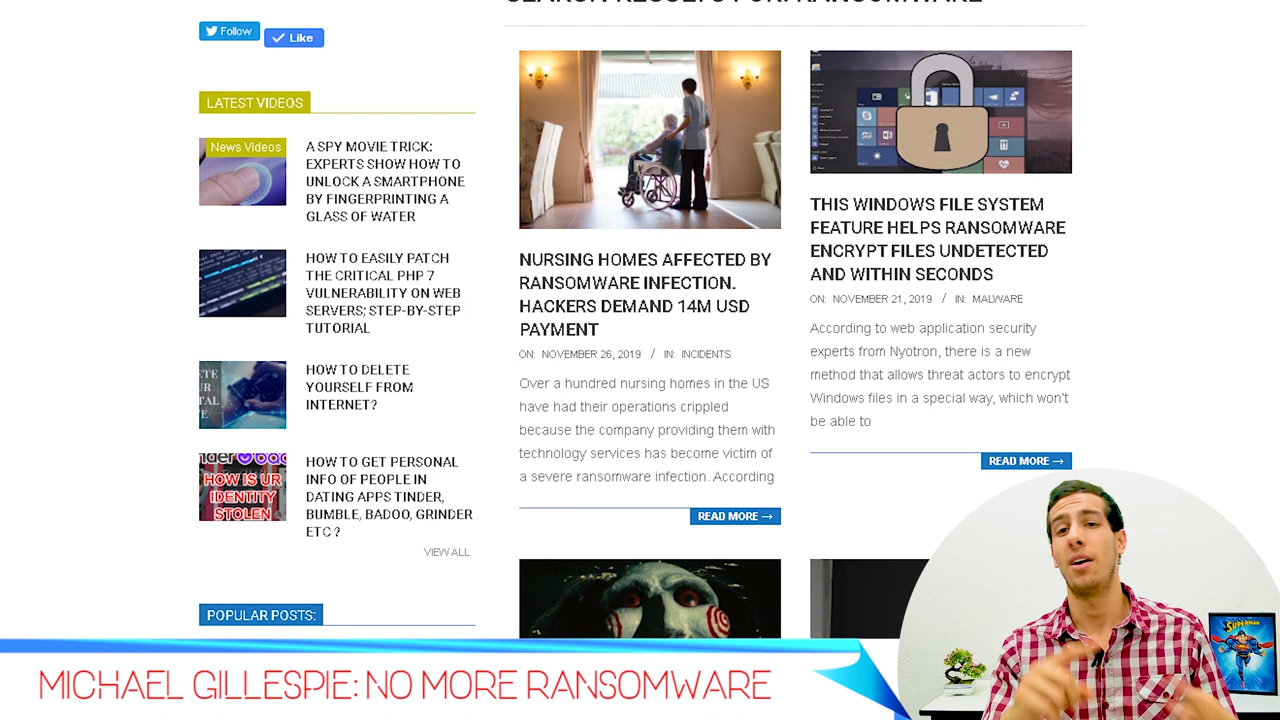 SEARCH RESULTS FOR: RANSOMWARE
Follow
Like
LATEST VIDEOS
News Videos
A SPY MOVIE TRICK:
EXPERTS SHOW HOW TO
UNLOCK A SMARTPHONE
BY FINGERPRINTING A
GLASS OF WATER
HOW TO EASILY PATCH
THE CRITICAL PHP 7
VULNERABILITY ON WEB
SERVERS; STEP-BY-STEP
TUTORIAL
HOW TO DELETE
YOURSELF FROM
INTERNET?
HOW IS UR
IDENTITY
STOLEN
HOW TO GET PERSONAL
INFO OF PEOPLE IN
DATING APPS TINDER,
BUMBLE, BADOO, GRINDER
ETC ?
VIEW ALL
POPULAR POSTS:
NURSING HOMES AFFECTED BY
RANSOMWARE INFECTION.
HACKERS DEMAND 14M USD
PAYMENT
ON: NOVEMBER 26, 2019 / IN: INCIDENTS
Over a hundred nursing homes in the US
have had their operations crippled
because the company providing them with
technology services has become victim of
a severe ransomware infection. According
READ MORE →
THIS WINDOWS FILE SYSTEM
FEATURE HELPS RANSOMWARE
ENCRYPT FILES UNDETECTED
AND WITHIN SECONDS
ON: NOVEMBER 21, 2019 / IN: MALWARE
According to web application security
experts from Nyotron, there is a new
method that allows threat actors to encrypt
Windows files in a special way, which won't
be able to
READ MORE →
SUPERMAN
MICHAEL GILLESPIE: NO MORE RANSOMWARE